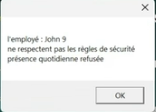 l'employé : John 9
ne respectent pas les règles de sécurité
présence quotidienne refusée
OK